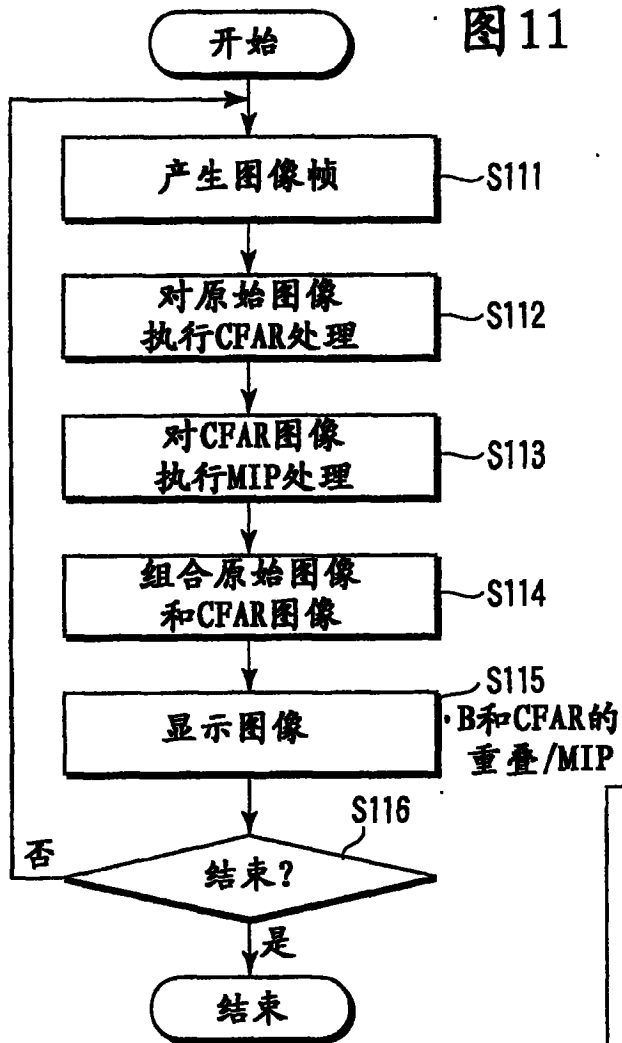 图11
开始
产生图像帧
S111
对原始图像
执行CFAR处理
S112
对CFAR图像
执行MIP处理
S113
组合原始图像
和CFAR图像
S114
显示图像
S115
·B和CFAR的
重叠/MIP
S116
结束?
否
是
结束